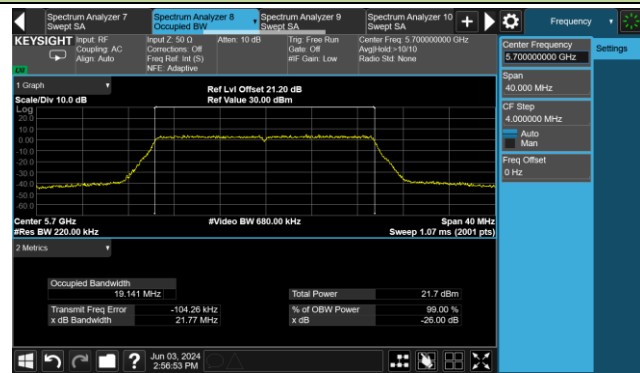 Spectrum Analyzer 7
Swept SA
Spectrum Analyzer 8
Occupied BW
Spectrum Analyzer 9
Swept SA
Spectrum Analyzer 10
Swept SA
Frequency
KEYSIGHT
Input: RF
Coupling: AC
Align: Auto
Input Z: 50 Ω
Corrections: Off
Freq Ref: Int (S)
NFE: Adaptive
Atten: 10 dB
Trig: Free Run
Gate: Off
#IF Gain: Low
Center Freq: 5.700000000 GHz
Avg|Hold:>10/10
Radio Std: None
Center Frequency
5.700000000 GHz
Settings
Span
40.000 MHz
CF Step
4.000000 MHz
Auto
Man
Freq Offset
0 Hz
1 Graph
Scale/Div 10.0 dB
Ref Lvl Offset 21.20 dB
Ref Value 30.00 dBm
Log
20.0
10.0
0.00
-10.0
-20.0
-30.0
-40.0
-50.0
-60.0
Center 5.7 GHz
#Video BW 680.00 kHz
Span 40 MHz
#Res BW 220.00 kHz
Sweep 1.07 ms (2001 pts)
2 Metrics
Occupied Bandwidth
19.141 MHz
Total Power
21.7 dBm
Transmit Freq Error
-104.26 kHz
% of OBW Power
99.00 %
x dB Bandwidth
21.77 MHz
x dB
-26.00 dB
?
Jun 03, 2024
2:56:53 PM